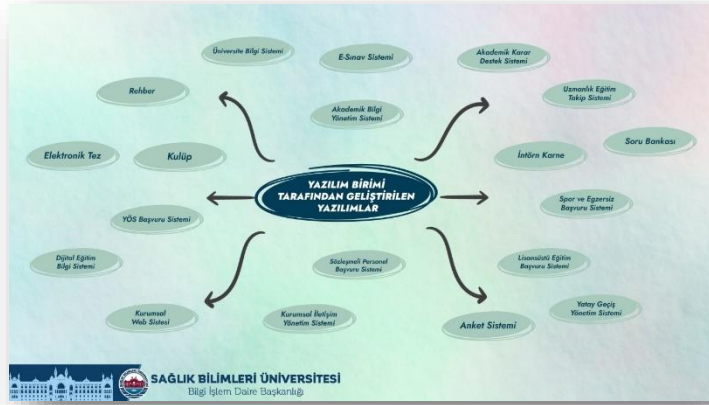 Üniversite Bilgi Sistemi
E-Sınav Sistemi
Akademik Karar
Destek Sistemi
Rehber
Akademik Bilgi
Yönetim Sistemi
Uzmanlık Eğitim
Takip Sistemi
Elektronik Tez
Kulüp
İntörn Karne
Soru Bankası
YAZILIM BİRİMİ
TARAFINDAN GELİŞTİRİLEN
YAZILIMLAR
YÖS Başvuru Sistemi
Spor ve Egzersiz
Başvuru Sistemi
Dijital Eğitim
Bilgi Sistemi
Sözleşmeli Personel
Başvuru Sistemi
Lisansüstü Eğitim
Başvuru Sistemi
Kurumsal
Web Sistesi
Kurumsal İletişim
Yönetim Sistemi
Anket Sistemi
Yatay Geçiş
Yönetim Sistemi
SAĞLIK BİLİMLERİ ÜNİVERSİTESİ
Bilgi İşlem Daire Başkanlığı